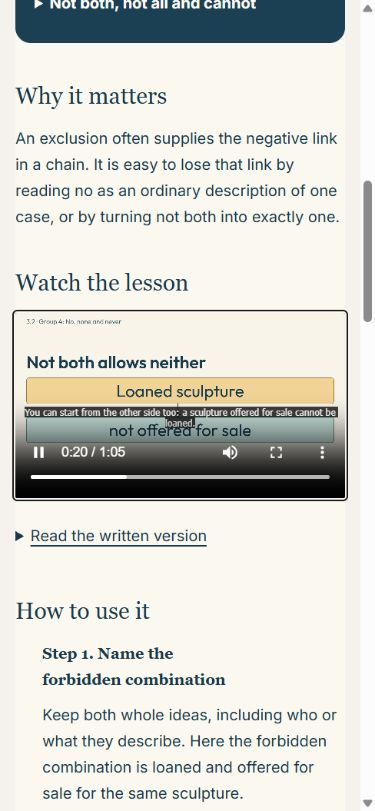 Not both, not all and cannot
Why it matters
An exclusion often supplies the negative link
in a chain. It is easy to lose that link by
reading no as an ordinary description of one
case, or by turning not both into exactly one.
Watch the lesson
3.2 · Group 4: No, none and never
Not both allows neither
Loaned sculpture
You can start from the other side too: a sculpture offered for sale cannot be
loaned.
not offered for sale
0:20 / 1:05
Read the written version
How to use it
Step 1. Name the
forbidden combination
Keep both whole ideas, including who or
what they describe. Here the forbidden
combination is loaned and offered for
sale for the same sculpture.